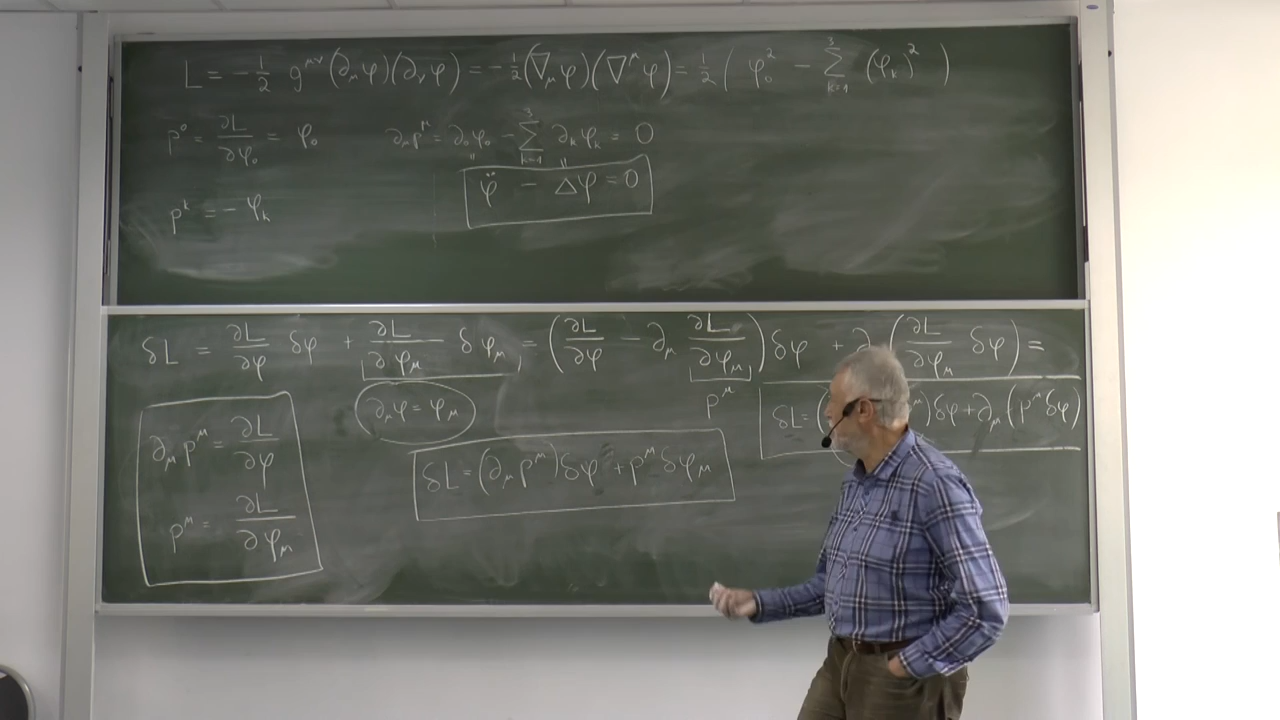 L = -½ g^{μν} (∂_μ φ)(∂_ν φ) = -½ (∇_μ φ)(∇^μ φ) = ½ ( φ_0^2 - Σ_{k=1}^3 (φ_k)^2 )
p^0 = ∂L/∂φ_0 = φ_0
∂_μ p^μ = ∂_0 φ_0 - Σ_{k=1}^3 ∂_k φ_k = 0
φ̈ - Δφ = 0
p^k = - φ_k
δL = ∂L/∂φ δφ + ∂L/∂φ_μ δφ_μ = ( ∂L/∂φ - ∂_μ ∂L/∂φ_μ ) δφ + ∂ ( ∂L/∂φ_μ δφ ) =
∂_μ φ = φ_μ
p^μ
δL = ( ) δφ + ∂_μ (p^μ δφ)
∂_μ p^μ = ∂L/∂φ
p^μ = ∂L/∂φ_μ
δL = (∂_μ p^μ) δφ + p^μ δφ_μ